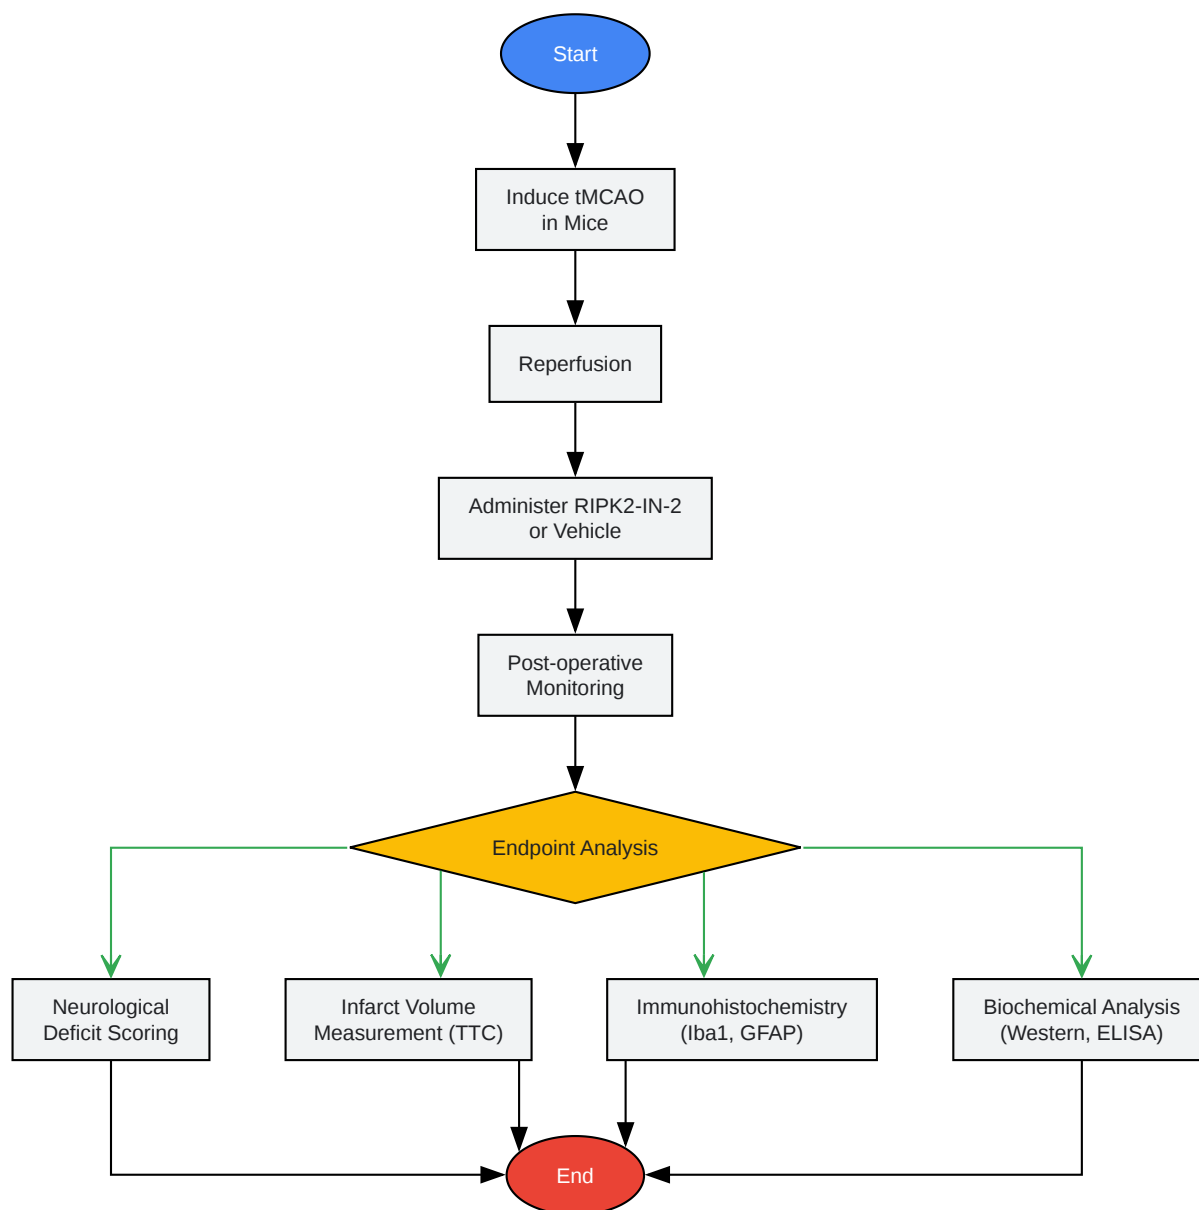 Start
Induce tMCAO
in Mice
Reperfusion
Administer RIPK2-IN-2
or Vehicle
Post-operative
Monitoring
Endpoint Analysis
Neurological
Deficit Scoring
Infarct Volume
Measurement (TTC)
Immunohistochemistry
(Iba1, GFAP)
Biochemical Analysis
(Western, ELISA)
End